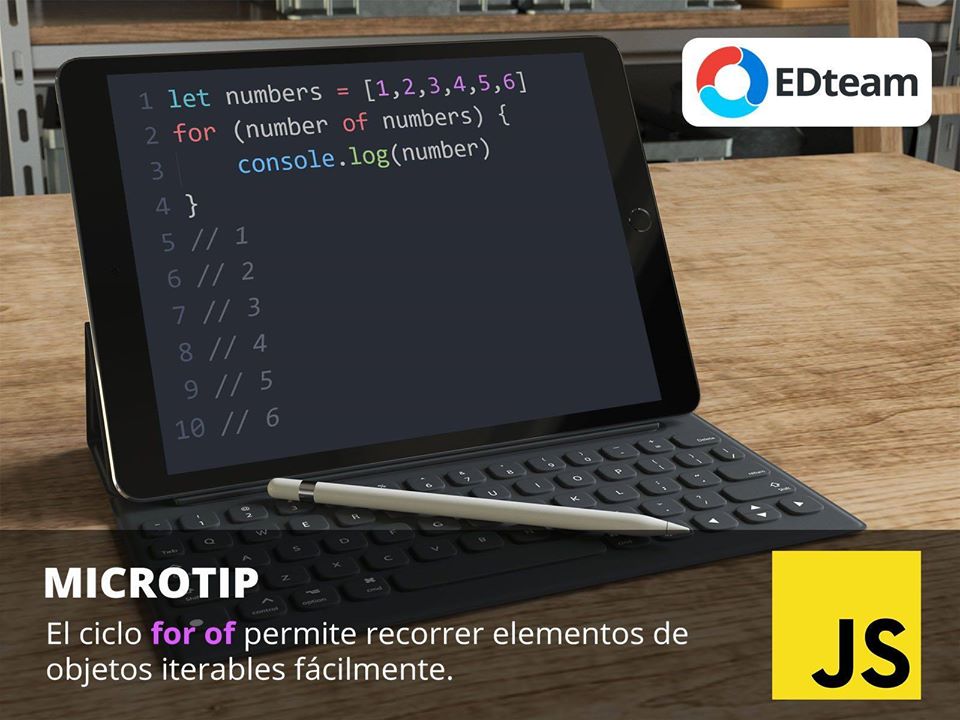 EDteam
1 let numbers = [1,2,3,4,5,6]
2 for (number of numbers) {
3 console.log(number)
4 }
5 // 1
6 // 2
7 // 3
8 // 4
9 // 5
10 // 6
MICROTIP
El ciclo for of permite recorrer elementos de
objetos iterables fácilmente.
JS